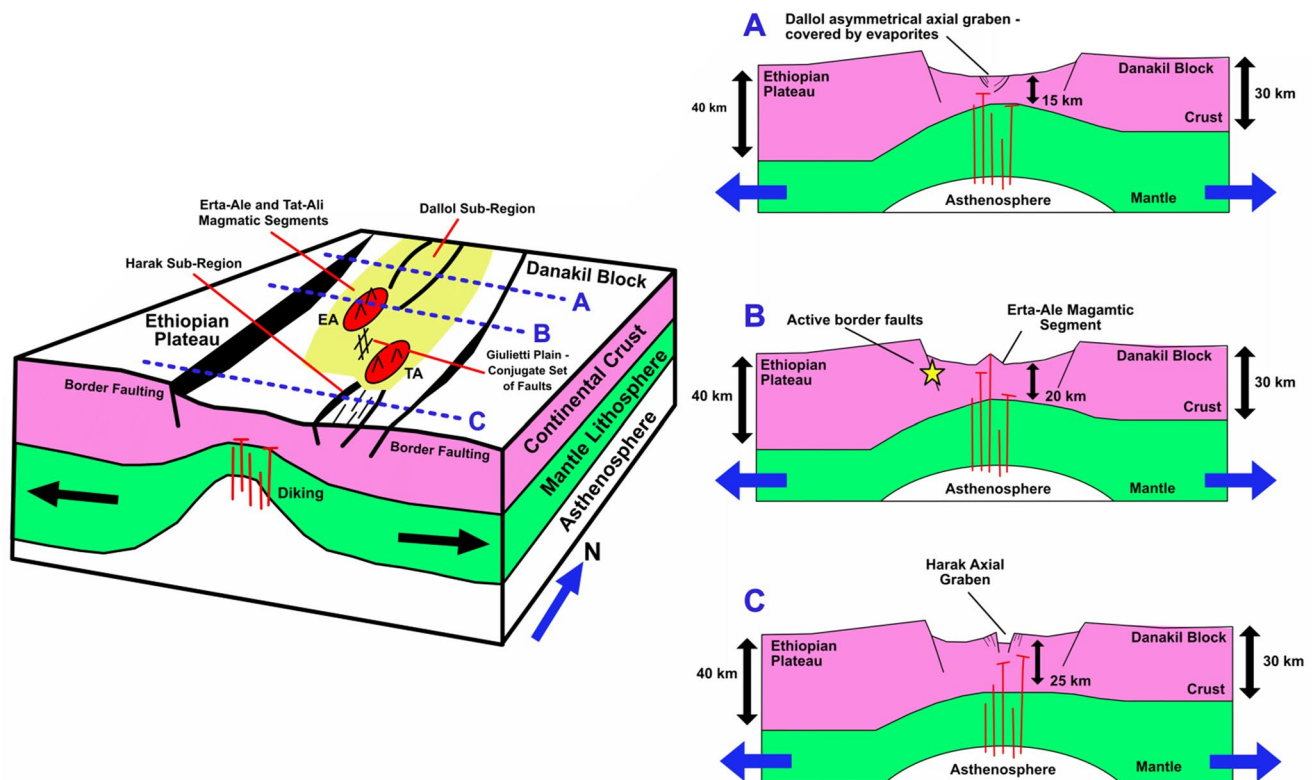 Erta-Ale and Tat-Ali
Magmatic Segments
Dallol Sub-Region
Harak Sub-Region
Danakil Block
A
EA
B
Ethiopian
Plateau
Giulietti Plain -
Conjugate Set
of Faults
TA
Border Faulting
C
Border Faulting
Diking
Continental Crust
Mantle Lithosphere
Asthenosphere
N
A
Dallol asymmetrical axial graben -
covered by evaporites
Ethiopian
Plateau
Danakil Block
40 km
15 km
30 km
Crust
Asthenosphere
Mantle
B
Active border faults
Erta-Ale Magamtic
Segment
Ethiopian
Plateau
Danakil Block
40 km
20 km
30 km
Crust
Asthenosphere
Mantle
C
Harak Axial
Graben
Ethiopian
Plateau
Danakil Block
40 km
25 km
30 km
Crust
Asthenosphere
Mantle